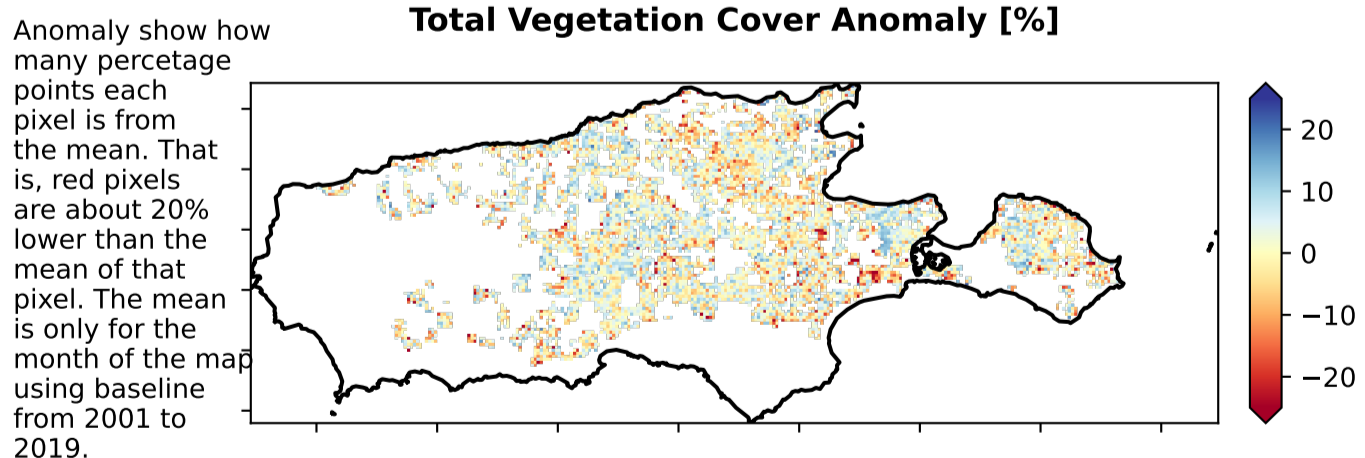 Total Vegetation Cover Anomaly [%]
Anomaly show how
many percetage
points each
pixel is from
the mean. That
is, red pixels
are about 20%
lower than the
mean of that
pixel. The mean
is only for the
month of the map
using baseline
from 2001 to
2019.
20
10
0
−10
−20